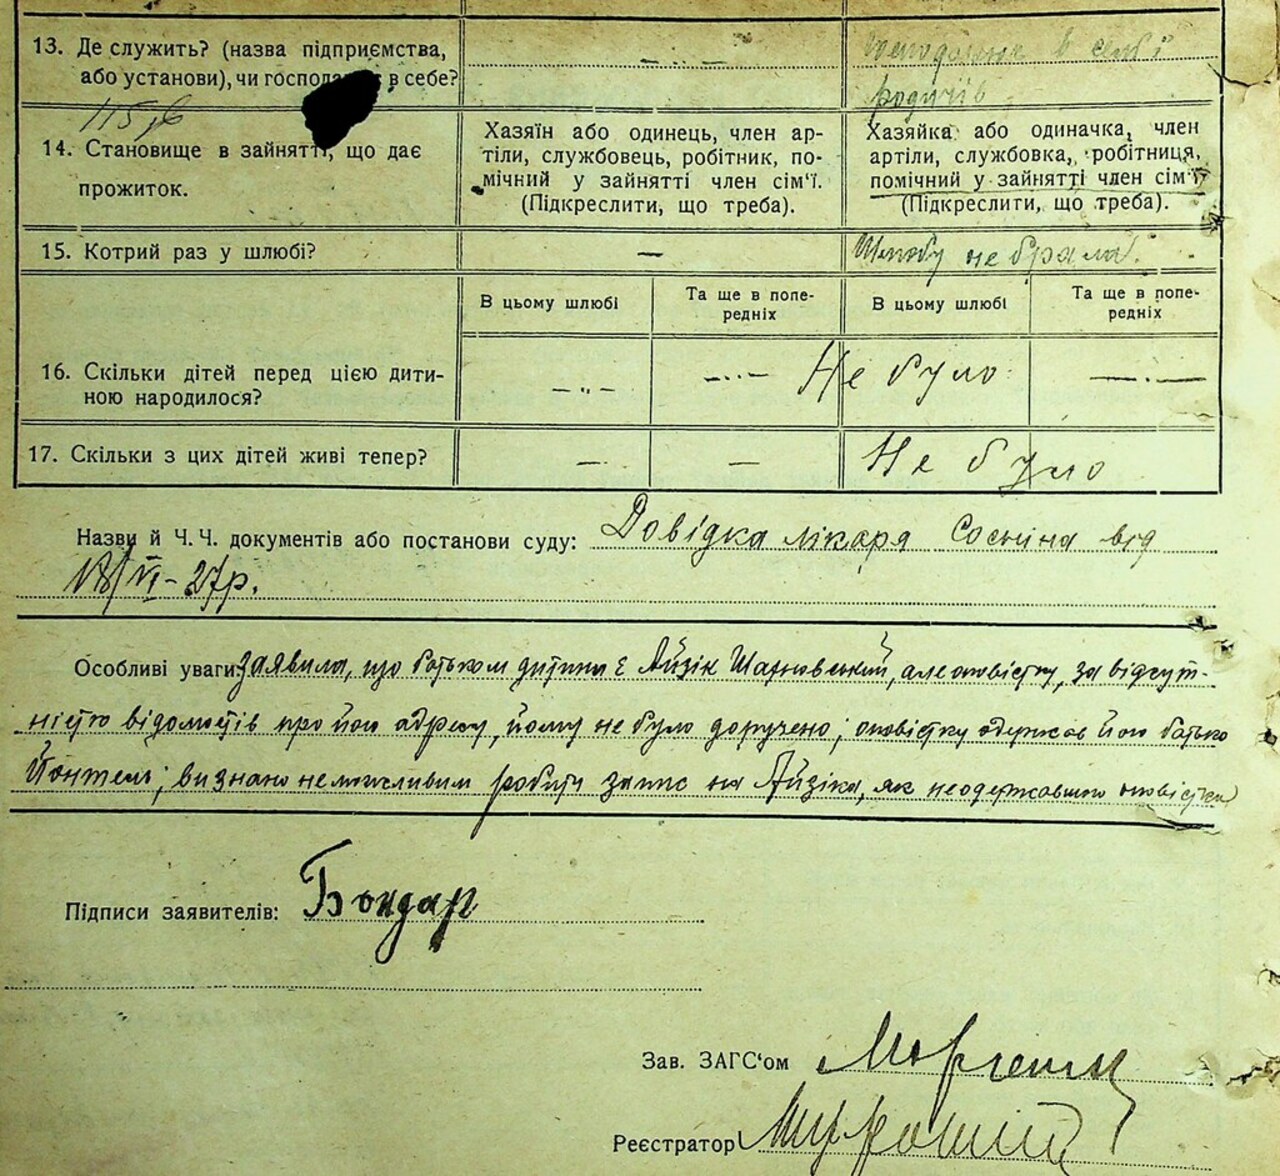 13. Де служить? (назва підприємства, або установи), чи господарює в себе?
— " —
господарює в сем'ї родичів
115 лв
14. Становище в зайнятті, що дає прожиток.
Хазяїн або одинець, член ар-
тіли, службовець, робітник, по-
мічний у зайнятті член сім'ї.
(Підкреслити, що треба).
Хазяйка або одиначка, член
артіли, службовка, робітниця,
помічний у зайнятті член сім'ї
(Підкреслити, що треба).
15. Котрий раз у шлюбі?
—
Шлюбу не брала.
В цьому шлюбі
Та ще в попе-
редніх
В цьому шлюбі
Та ще в попе-
редніх
16. Скільки дітей перед цією дити-
ною народилося?
— " —
— " —
Не було
— " —
17. Скільки з цих дітей живі тепер?
—
—
Не було
Назви й Ч. Ч. документів або постанови суду: Довідка лікаря від
18/VI – 27р.
Особливі уваги: Заявила, що батьком дитини є Айзік Шарновський, але оповістку, за відсут-
ністю відомостів про його адресу, йому не було доручено; оповістку одержав його батько
визнано неможливим робити запис на Айзіка, як неодержавшого оповістки
Підписи заявителів: Бондар
Зав. ЗАГС'ом
Реєстратор